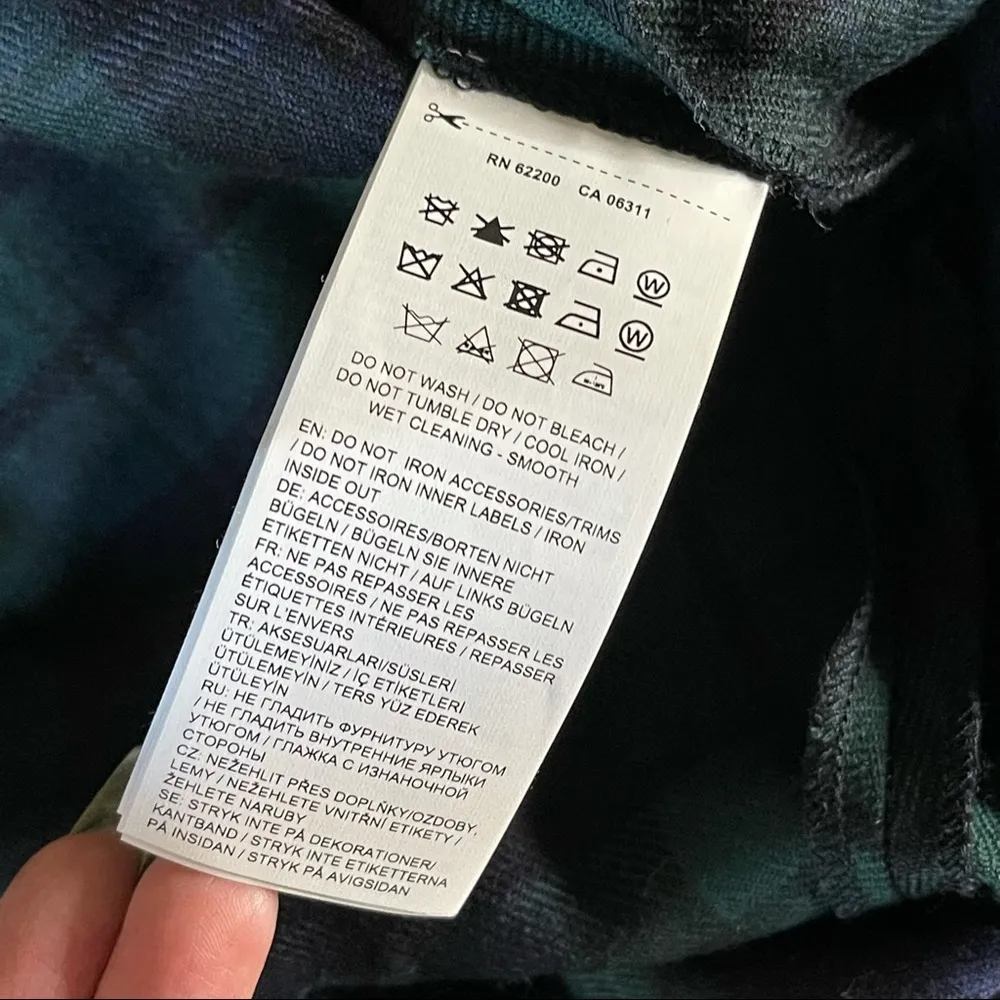 RN 62200 CA 06311
W
W
DO NOT WASH / DO NOT BLEACH /
DO NOT TUMBLE DRY / COOL IRON /
WET CLEANING - SMOOTH
EN: DO NOT IRON ACCESSORIES/TRIMS
/ DO NOT IRON INNER LABELS / IRON
INSIDE OUT
DE: ACCESSOIRES/BORTEN NICHT
BÜGELN / BÜGELN SIE INNERE
ETIKETTEN NICHT / AUF LINKS BÜGELN
FR: NE PAS REPASSER LES
ACCESSOIRES / NE PAS REPASSER LES
ÉTIQUETTES INTÉRIEURES / REPASSER
SUR L'ENVERS
TR: AKSESUARLARI/SÜSLERI
ÜTÜLEMEYİNİZ / İÇ ETİKETLERİ
ÜTÜLEMEYİN / TERS YÜZ EDEREK
ÜTÜLEYİN
RU: НЕ ГЛАДИТЬ ФУРНИТУРУ УТЮГОМ
/ НЕ ГЛАДИТЬ ВНУТРЕННИЕ ЯРЛЫКИ
УТЮГОМ / ГЛАЖКА С ИЗНАНОЧНОЙ
СТОРОНЫ
CZ: NEŽEHLIT PŘES DOPLŇKY/OZDOBY,
LEMY / NEŽEHLETE VNITŘNÍ ETIKETY /
ŽEHLETE NARUBY
SE: STRYK INTE PÅ DEKORATIONER/
KANTBAND / STRYK INTE ETIKETTERNA
PÅ INSIDAN / STRYK PÅ AVIGSIDAN